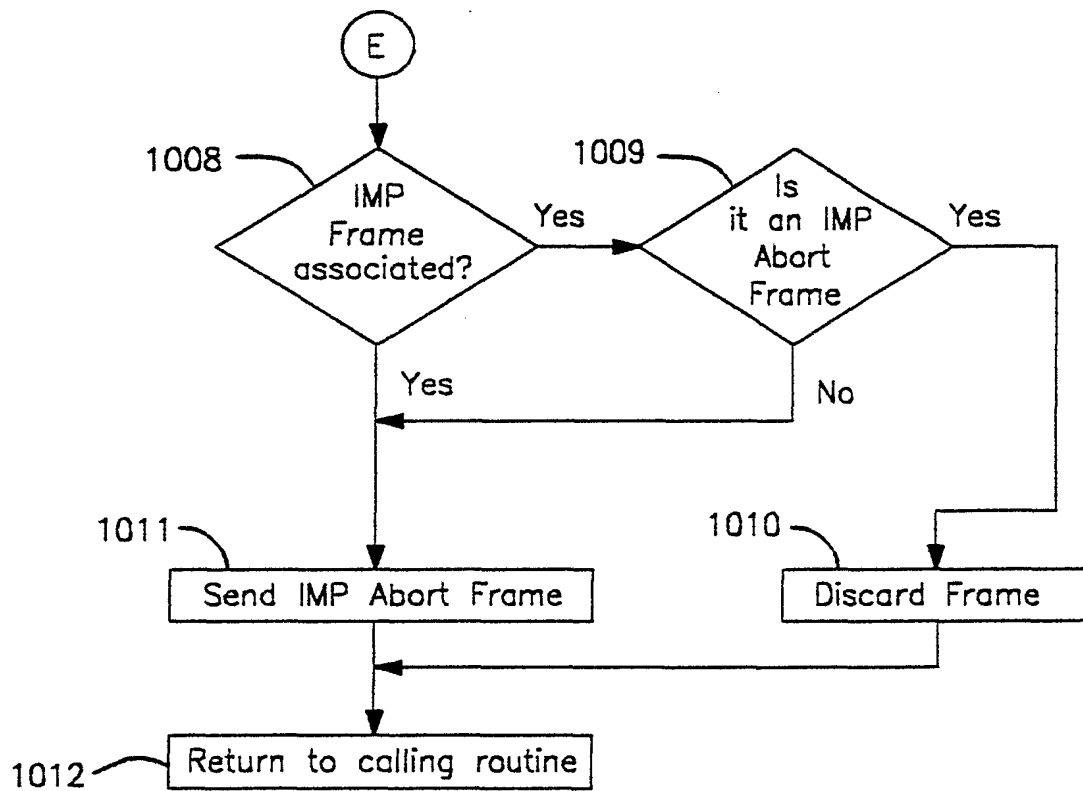 E
1008
IMP
Frame
associated?
Yes
1009
Is
it an IMP
Abort
Frame
Yes
Yes
No
1011
Send IMP Abort Frame
1010
Discard Frame
1012
Return to calling routine